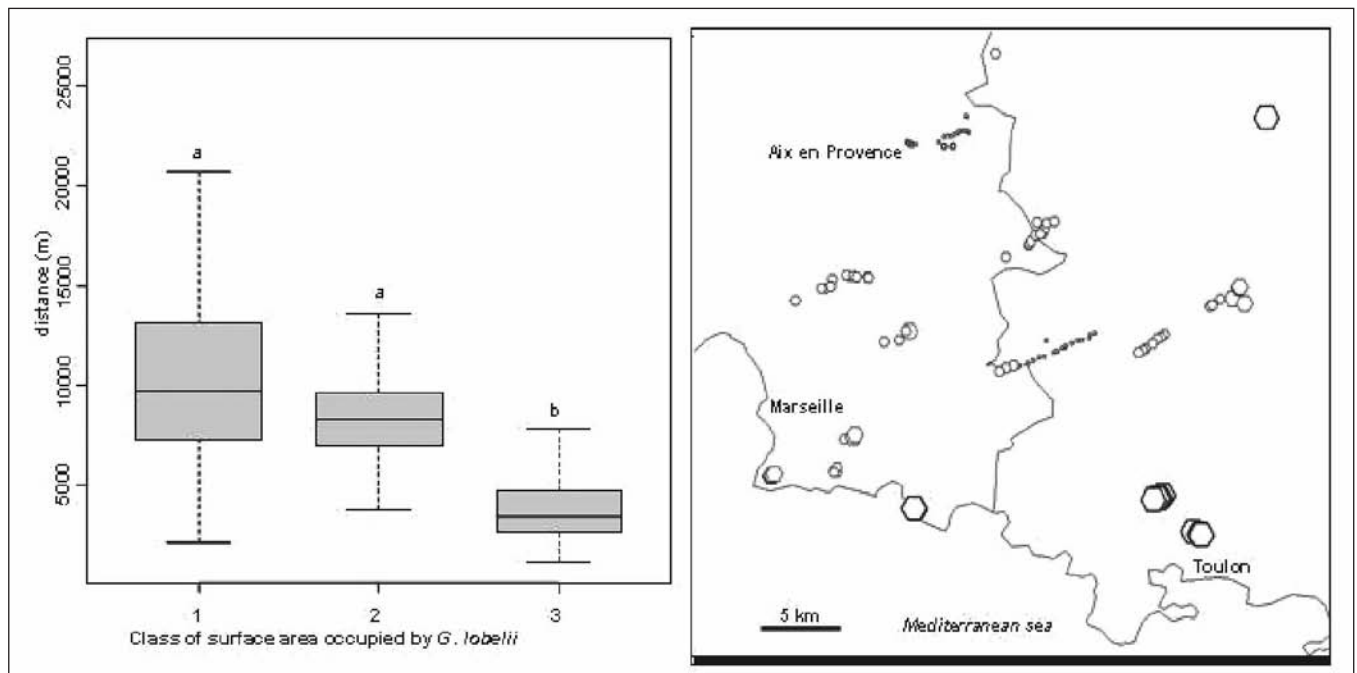 25000
20000
15000
10000
5000
distance (m)
a
a
b
1 2 3
Class of surface area occupied by G. lobelii
Aix en Provence
Marseille
Toulon
5 km
Mediterranean sea